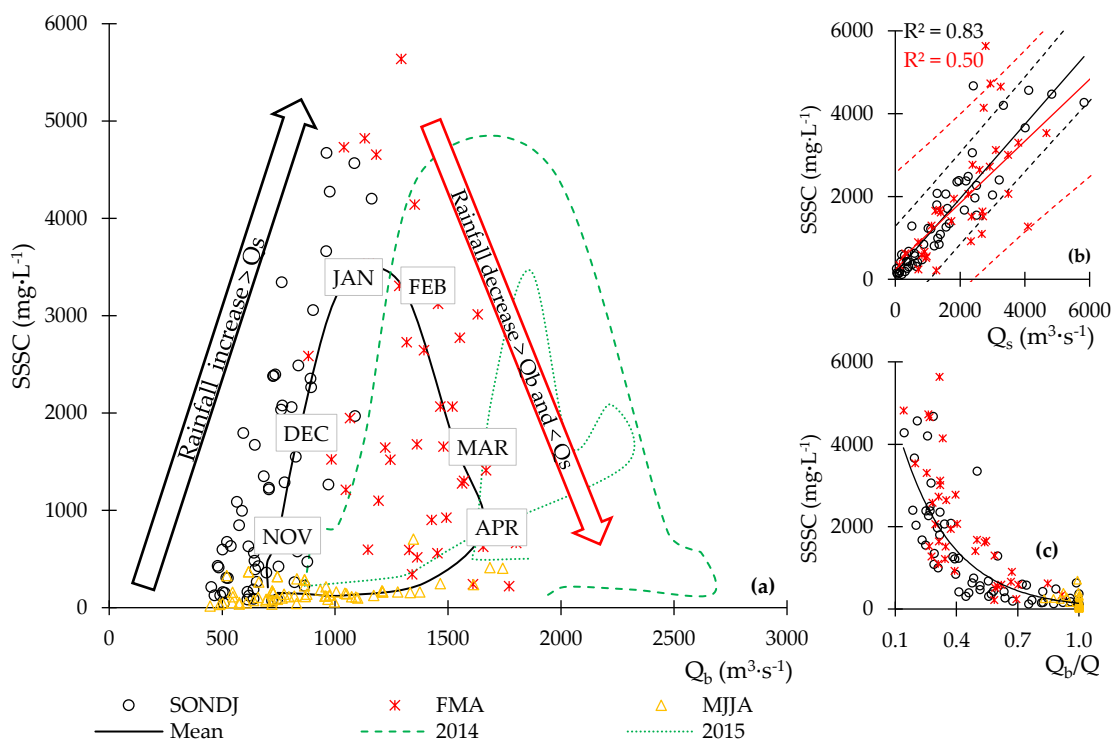 6000
5000
4000
3000
2000
1000
0
SSSC (mg·L-1)
0
500
1000
1500
2000
2500
3000
Qb (m3·s-1)
Rainfall increase > Qs
Rainfall decrease > Qb and < Qs
JAN
FEB
DEC
MAR
NOV
APR
(a)
R² = 0.83
R² = 0.50
6000
4000
2000
0
SSSC (mg·L-1)
0
2000
4000
6000
Qs (m3·s-1)
(b)
6000
4000
2000
0
SSSC (mg·L-1)
0.1
0.4
0.7
1.0
Qb/Q
(c)
SONDJ
FMA
MJJA
Mean
2014
2015